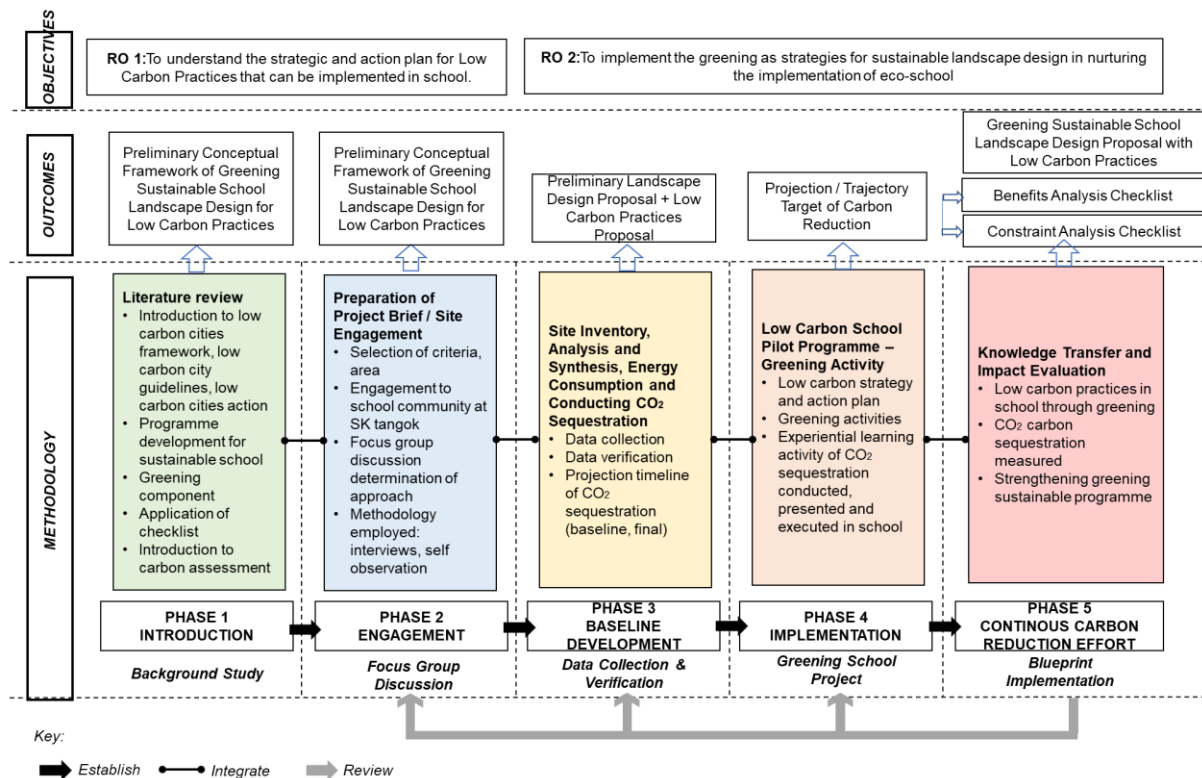 OBJECTIVES
RO 1:To understand the strategic and action plan for Low
Carbon Practices that can be implemented in school.
RO 2:To implement the greening as strategies for sustainable landscape design in nurturing
the implementation of eco-school
OUTCOMES
Preliminary Conceptual
Framework of Greening
Sustainable School
Landscape Design for
Low Carbon Practices
Preliminary Conceptual
Framework of Greening
Sustainable School
Landscape Design for
Low Carbon Practices
Preliminary Landscape
Design Proposal + Low
Carbon Practices
Proposal
Projection / Trajectory
Target of Carbon
Reduction
Greening Sustainable School
Landscape Design Proposal with
Low Carbon Practices
Benefits Analysis Checklist
Constraint Analysis Checklist
METHODOLOGY
Literature review
• Introduction to low
carbon cities
framework, low
carbon city
guidelines, low
carbon cities action
• Programme
development for
sustainable school
• Greening
component
• Application of
checklist
• Introduction to
carbon assessment
Preparation of
Project Brief / Site
Engagement
• Selection of criteria,
area
• Engagement to
school community at
SK tangok
• Focus group
discussion
determination of
approach
• Methodology
employed:
interviews, self
observation
Site Inventory,
Analysis and
Synthesis, Energy
Consumption and
Conducting CO₂
Sequestration
• Data collection
• Data verification
• Projection timeline
of CO₂
sequestration
(baseline, final)
Low Carbon School
Pilot Programme –
Greening Activity
• Low carbon strategy
and action plan
• Greening activities
• Experiential learning
activity of CO₂
sequestration
conducted,
presented and
executed in school
Knowledge Transfer and
Impact Evaluation
• Low carbon practices in
school through greening
• CO₂ carbon
sequestration
measured
• Strengthening greening
sustainable programme
PHASE 1
INTRODUCTION
PHASE 2
ENGAGEMENT
PHASE 3
BASELINE
DEVELOPMENT
PHASE 4
IMPLEMENTATION
PHASE 5
CONTINOUS CARBON
REDUCTION EFFORT
Background Study
Focus Group
Discussion
Data Collection &
Verification
Greening School
Project
Blueprint
Implementation
Key:
Establish
Integrate
Review